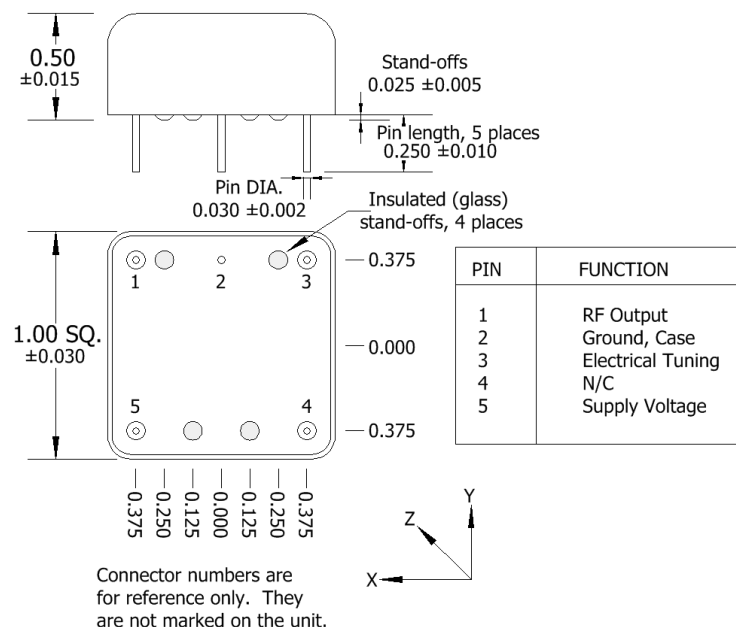 0.50
±0.015
Stand-offs
0.025 ±0.005
Pin length, 5 places
0.250 ±0.010
Pin DIA.
0.030 ±0.002
Insulated (glass)
stand-offs, 4 places
1.00 SQ.
±0.030
1
2
3
5
4
0.375
0.000
0.375
0.375
0.250
0.125
0.000
0.125
0.250
0.375
PIN FUNCTION
1 RF Output
2 Ground, Case
3 Electrical Tuning
4 N/C
5 Supply Voltage
Y
Z
X
Connector numbers are
for reference only. They
are not marked on the unit.